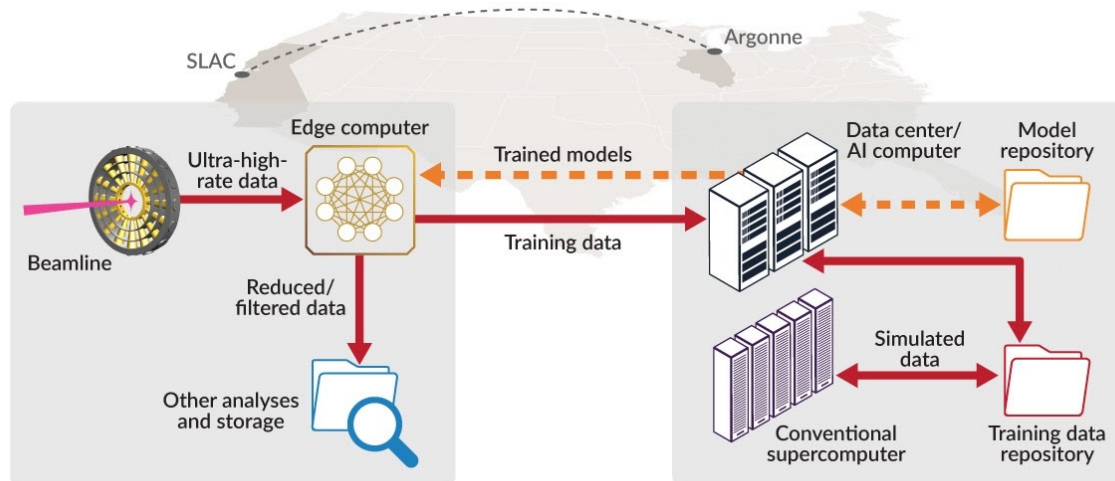 SLAC
Argonne
Edge computer
Ultra-high-
rate data
Beamline
Reduced/
filtered data
Other analyses
and storage
Trained models
Training data
Data center/
AI computer
Model
repository
Simulated
data
Conventional
supercomputer
Training data
repository